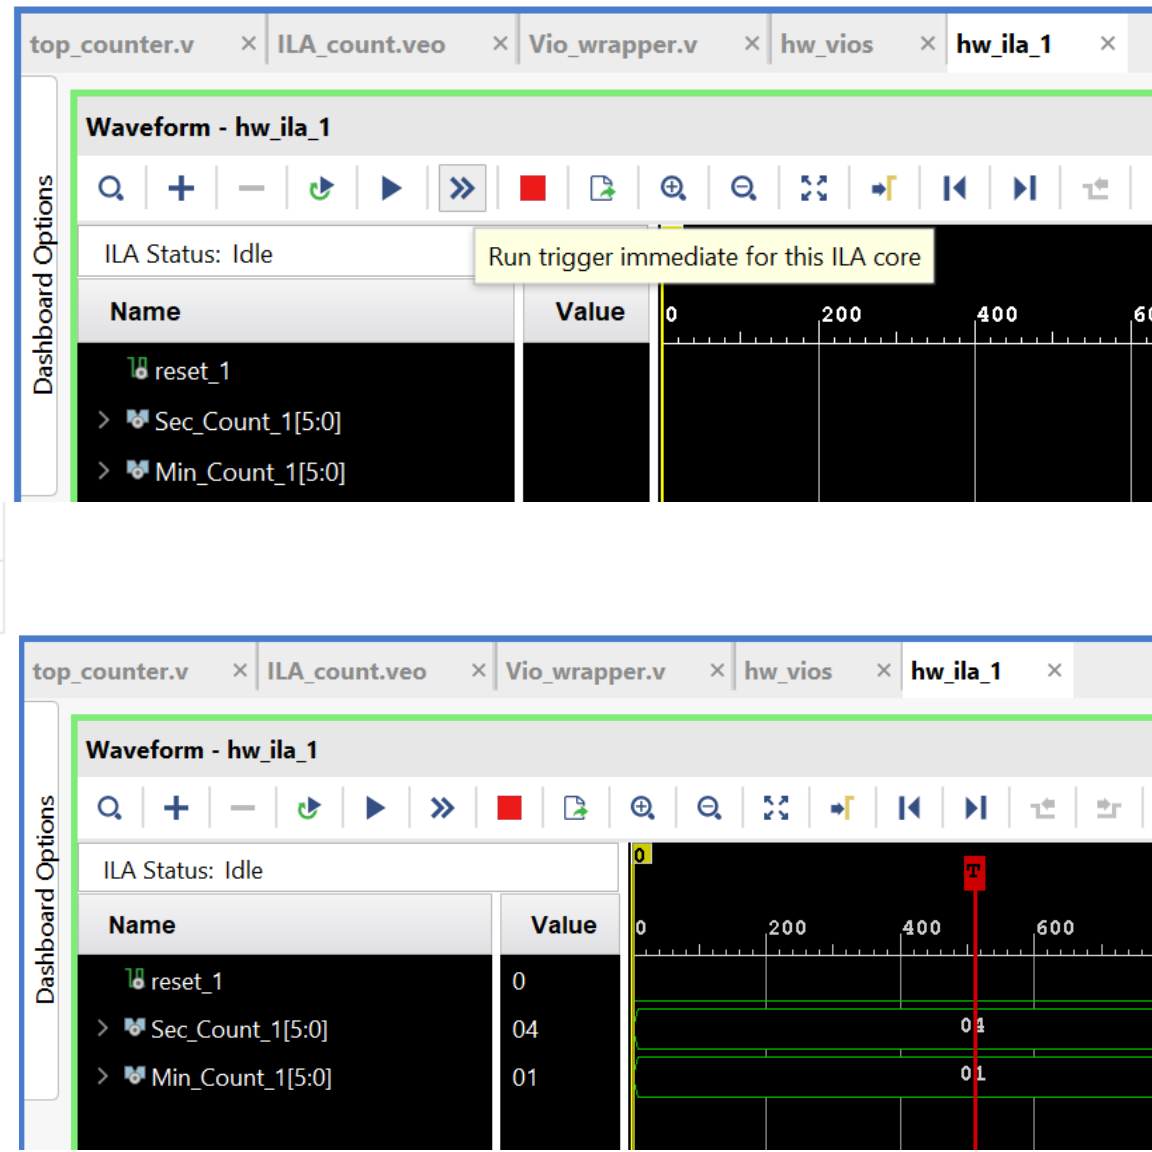 top_counter.v × ILA_count.veo × Vio_wrapper.v × hw_vios × hw_ila_1 ×
Dashboard Options
Waveform - hw_ila_1
ILA Status: Idle
Run trigger immediate for this ILA core
Name Value
0 200 400
reset_1
Sec_Count_1[5:0]
Min_Count_1[5:0]
top_counter.v × ILA_count.veo × Vio_wrapper.v × hw_vios × hw_ila_1 ×
Dashboard Options
Waveform - hw_ila_1
ILA Status: Idle
0
T
Name Value
0 200 400 600
reset_1 0
Sec_Count_1[5:0] 04 04
Min_Count_1[5:0] 01 01